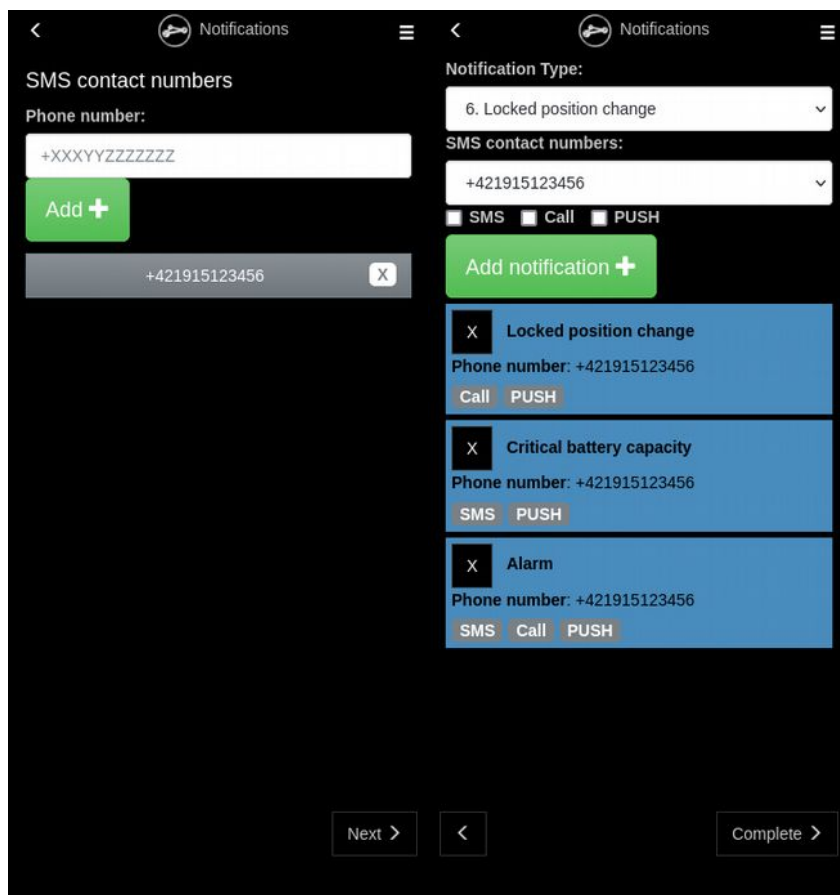 Notifications
SMS contact numbers
Phone number:
+XXXYYZZZZZZZ
Add +
+421915123456 X
Next >
Notifications
Notification Type:
6. Locked position change
SMS contact numbers:
+421915123456
SMS Call PUSH
Add notification +
X Locked position change
Phone number: +421915123456
Call PUSH
X Critical battery capacity
Phone number: +421915123456
SMS PUSH
X Alarm
Phone number: +421915123456
SMS Call PUSH
Complete >